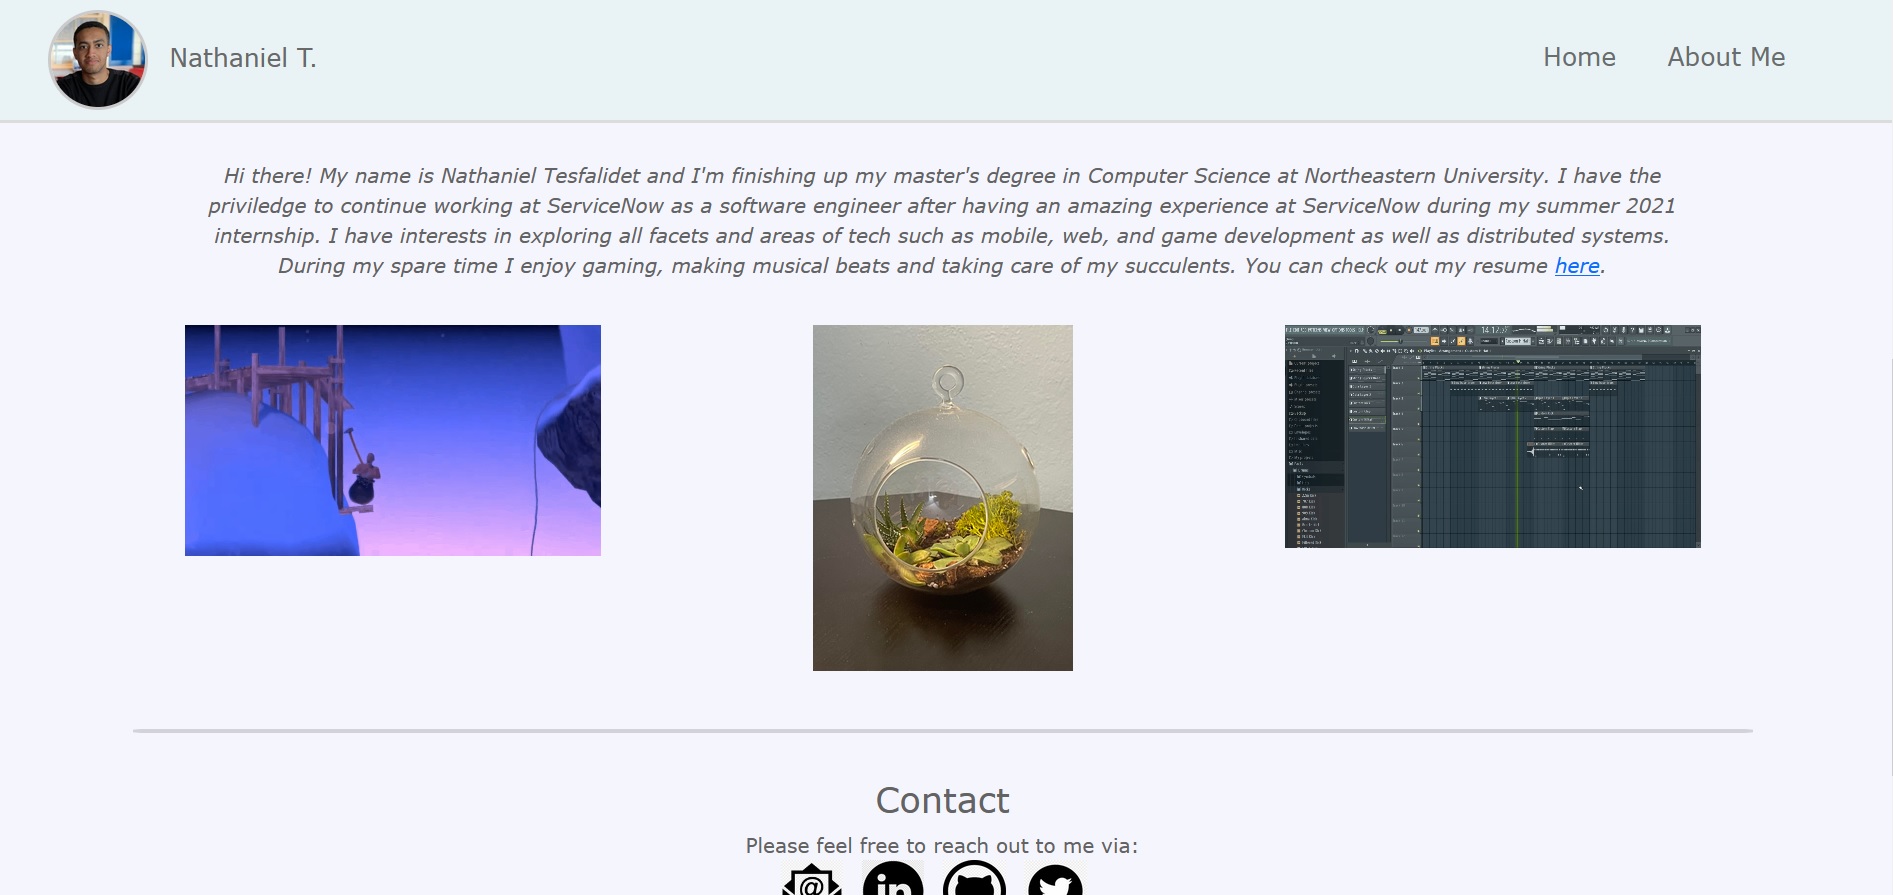 Nathaniel T.
Home
About Me
Hi there! My name is Nathaniel Tesfalidet and I'm finishing up my master's degree in Computer Science at Northeastern University. I have the
priviledge to continue working at ServiceNow as a software engineer after having an amazing experience at ServiceNow during my summer 2021
internship. I have interests in exploring all facets and areas of tech such as mobile, web, and game development as well as distributed systems.
During my spare time I enjoy gaming, making musical beats and taking care of my succulents. You can check out my resume here.
Contact
Please feel free to reach out to me via:
@
in